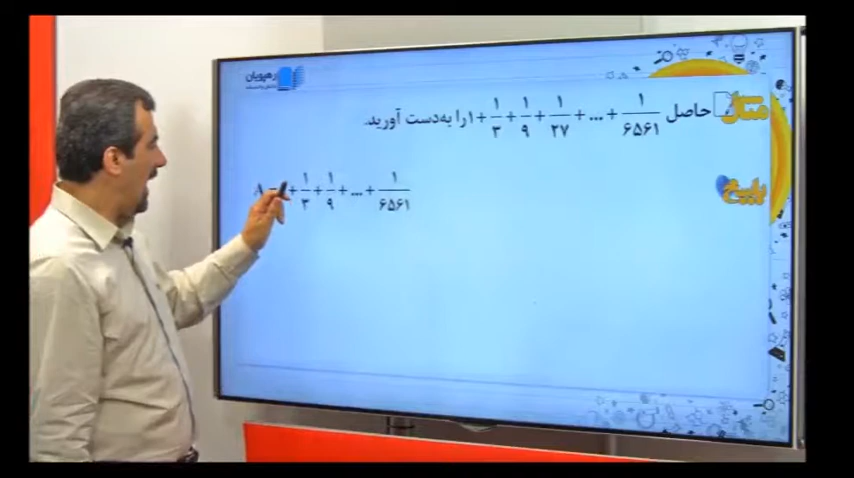 رهپویان
مثال
حاصل ۱ + ۱/۳ + ۱/۹ + ۱/۲۷ + ... + ۱/۶۵۶۱ را به‌دست آورید.
پاسخ
A = ۱ + ۱/۳ + ۱/۹ + ... + ۱/۶۵۶۱